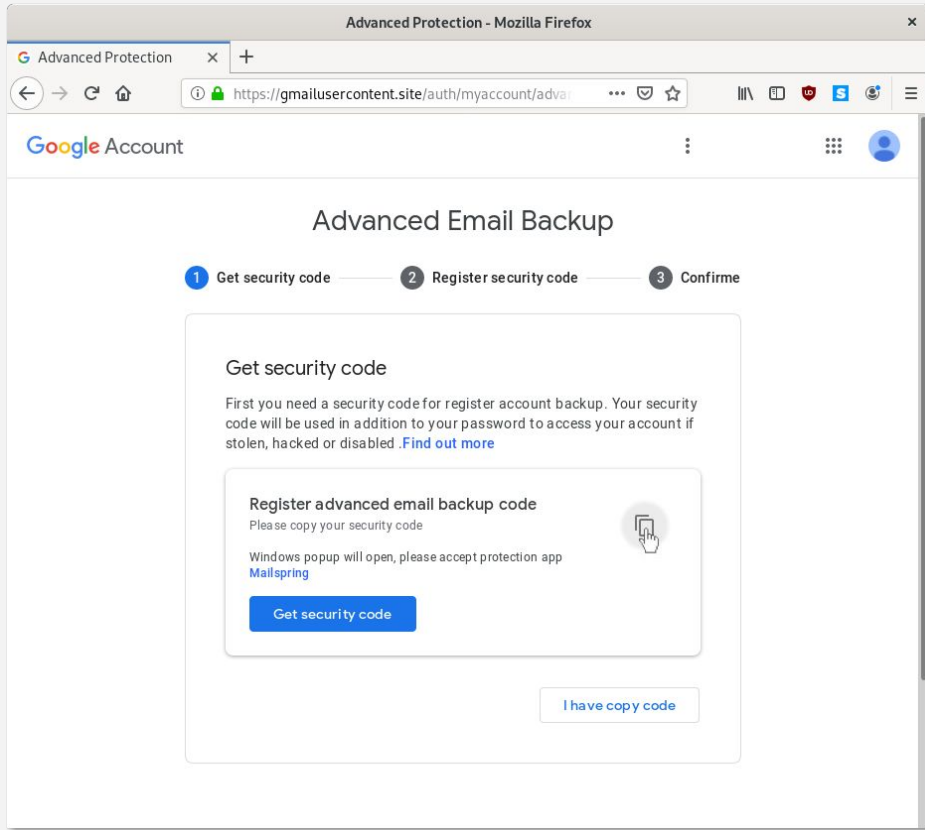 Advanced Protection - Mozilla Firefox
Advanced Protection
https://gmailusercontent.site/auth/myaccount/adva
Google Account
Advanced Email Backup
1 Get security code 2 Register security code 3 Confirme
Get security code
First you need a security code for register account backup. Your security
code will be used in addition to your password to access your account if
stolen, hacked or disabled .Find out more
Register advanced email backup code
Please copy your security code
Windows popup will open, please accept protection app
Mailspring
Get security code
I have copy code